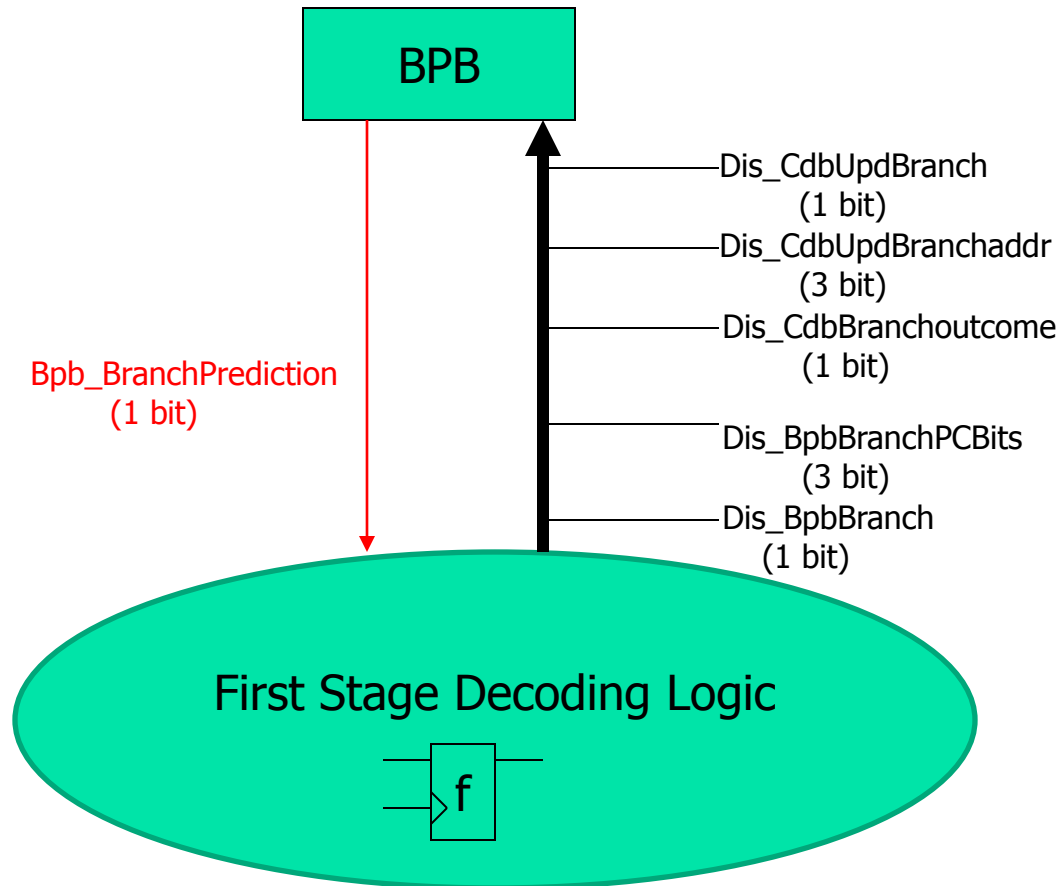 BPB
Dis_CdbUpdBranch
(1 bit)
Dis_CdbUpdBranchaddr
(3 bit)
Dis_CdbBranchoutcome
(1 bit)
Bpb_BranchPrediction
(1 bit)
Dis_BpbBranchPCBits
(3 bit)
Dis_BpbBranch
(1 bit)
First Stage Decoding Logic
f